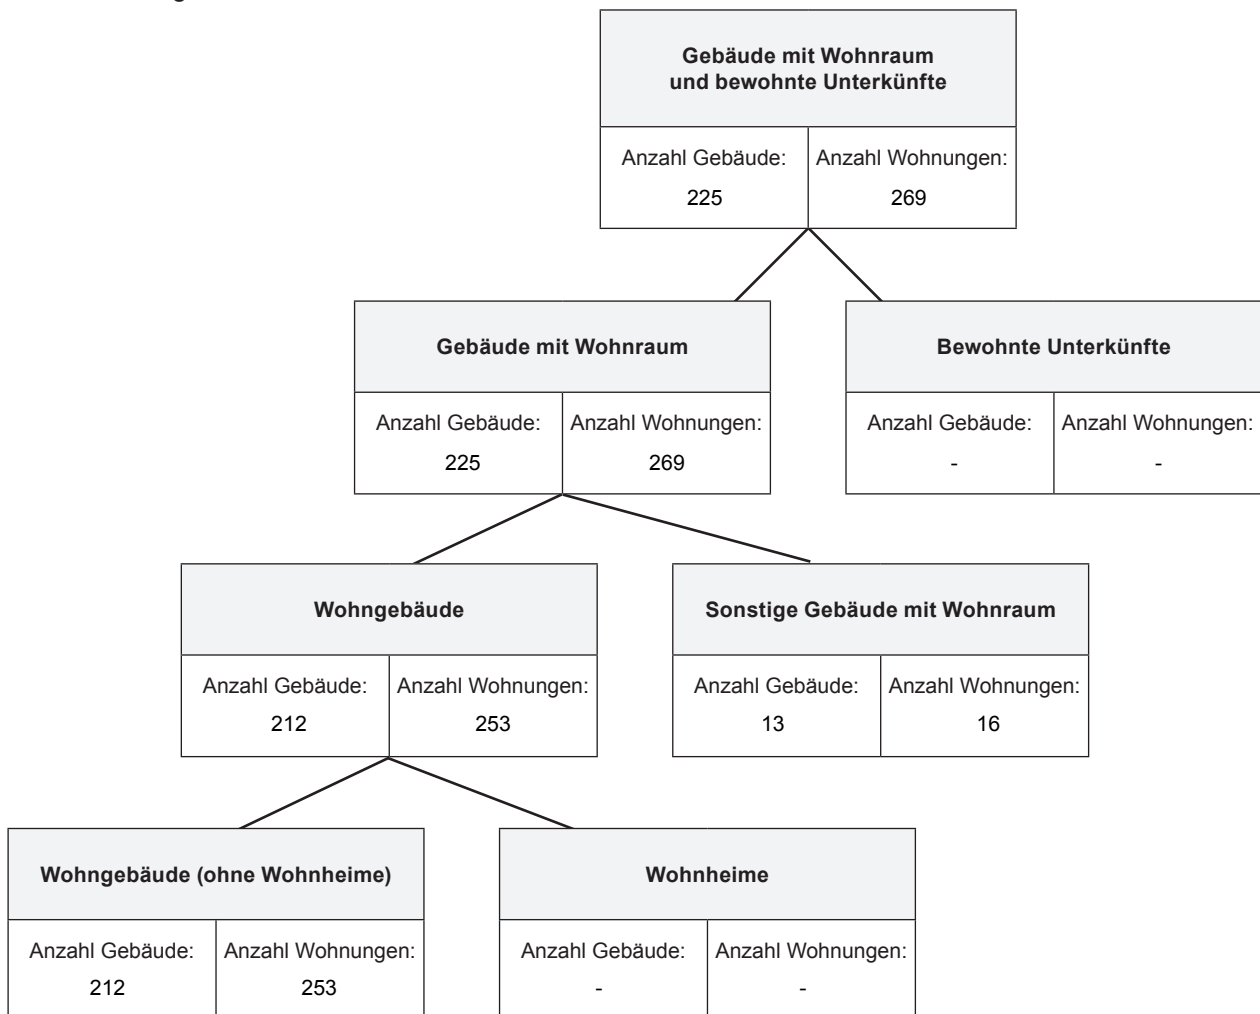 Gebäude mit Wohnraum
und bewohnte Unterkünfte
Anzahl Gebäude: Anzahl Wohnungen:
225 269
Gebäude mit Wohnraum
Anzahl Gebäude: Anzahl Wohnungen:
225 269
Bewohnte Unterkünfte
Anzahl Gebäude: Anzahl Wohnungen:
- -
Wohngebäude
Anzahl Gebäude: Anzahl Wohnungen:
212 253
Sonstige Gebäude mit Wohnraum
Anzahl Gebäude: Anzahl Wohnungen:
13 16
Wohngebäude (ohne Wohnheime)
Anzahl Gebäude: Anzahl Wohnungen:
212 253
Wohnheime
Anzahl Gebäude: Anzahl Wohnungen:
- -